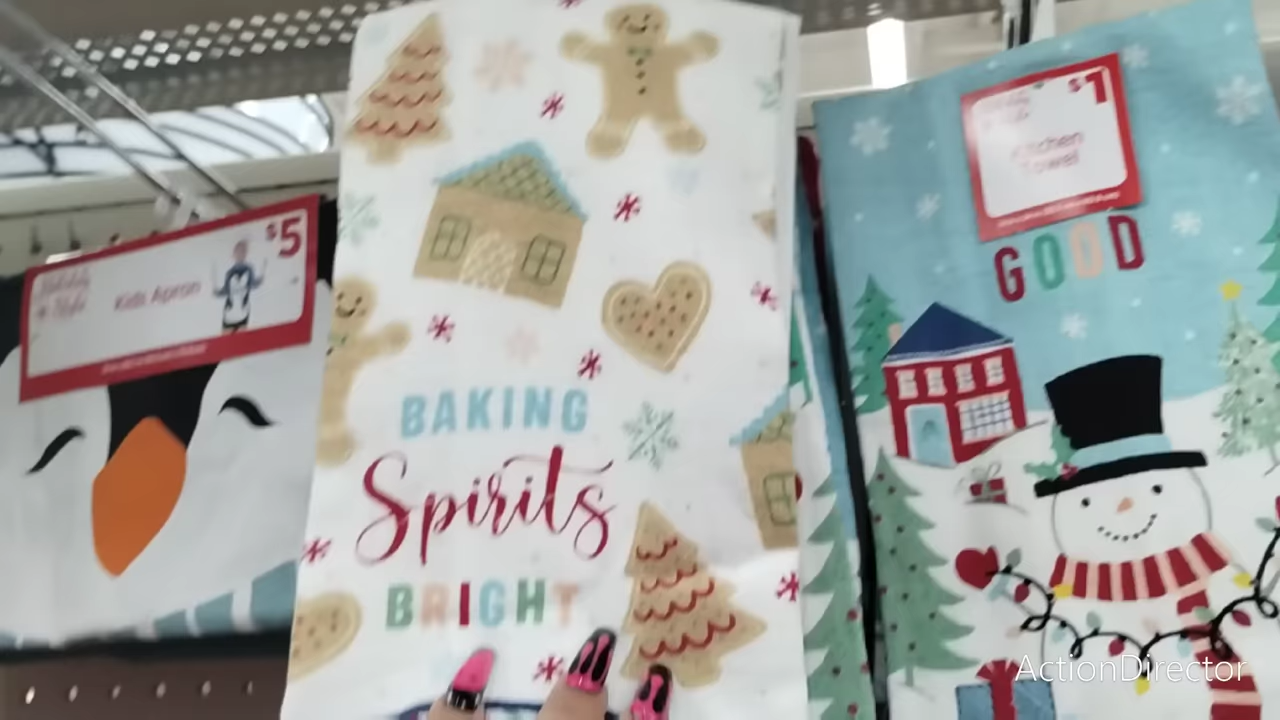 $5
Kids Apron
BAKING
Spirits
BRIGHT
$1
Kitchen
Towel
GOOD
ActionDirector